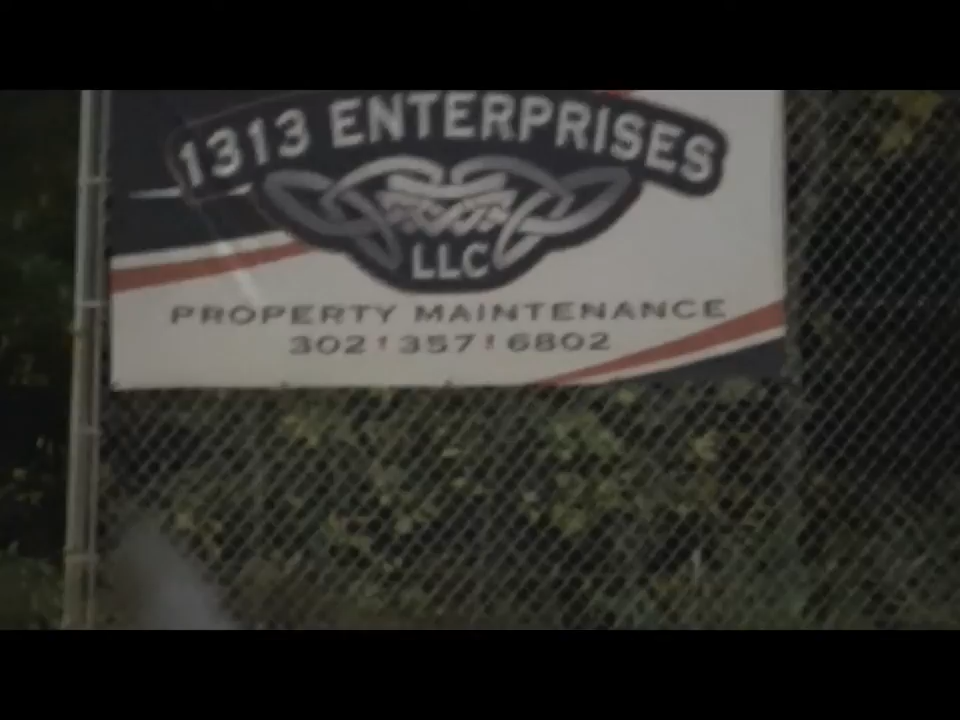 1313 ENTERPRISES
LLC
PROPERTY MAINTENANCE
302 357 6802